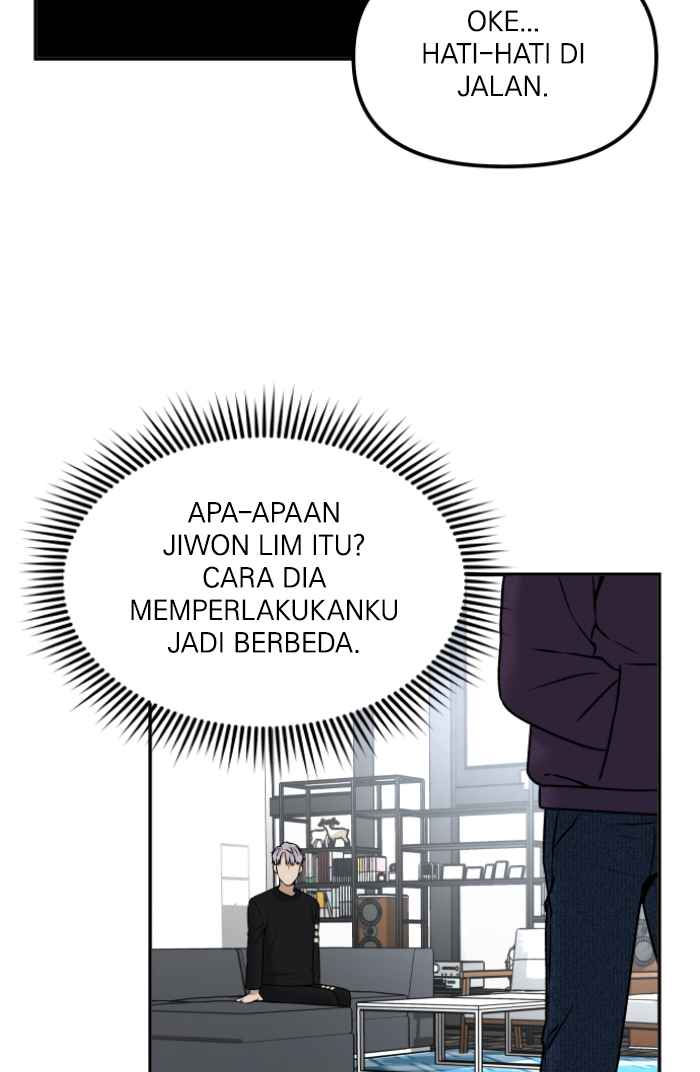 OKE...
HATI-HATI DI
JALAN.
APA-APAAN
JIWON LIM ITU?
CARA DIA
MEMPERLAKUKANKU
JADI BERBEDA.